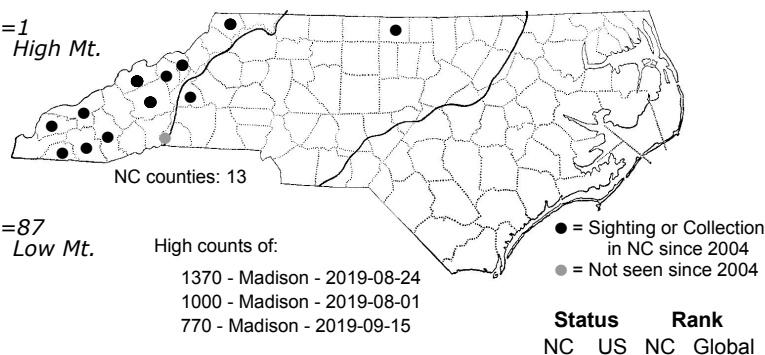 =1
High Mt.
NC counties: 13
=87
Low Mt.
High counts of:
1370 - Madison - 2019-08-24
1000 - Madison - 2019-08-01
770 - Madison - 2019-09-15
● = Sighting or Collection
in NC since 2004
● = Not seen since 2004
Status Rank
NC US NC Global